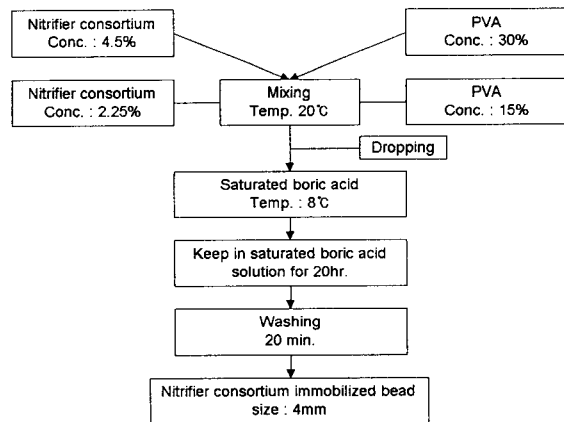 Nitrifier consortium
Conc. : 4.5%
PVA
Conc. : 30%
Nitrifier consortium
Conc. : 2.25%
Mixing
Temp. 20℃
PVA
Conc. : 15%
Dropping
Saturated boric acid
Temp. : 8℃
Keep in saturated boric acid
solution for 20hr.
Washing
20 min.
Nitrifier consortium immobilized bead
size : 4mm